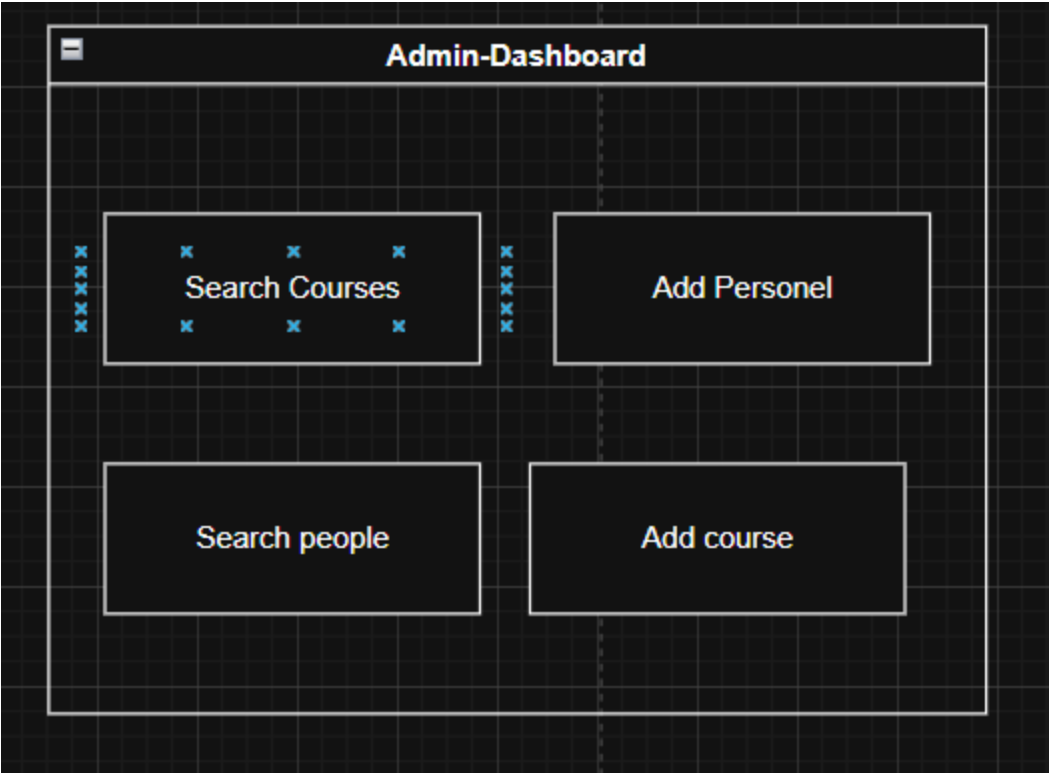 Admin-Dashboard
Search Courses
Add Personel
Search people
Add course